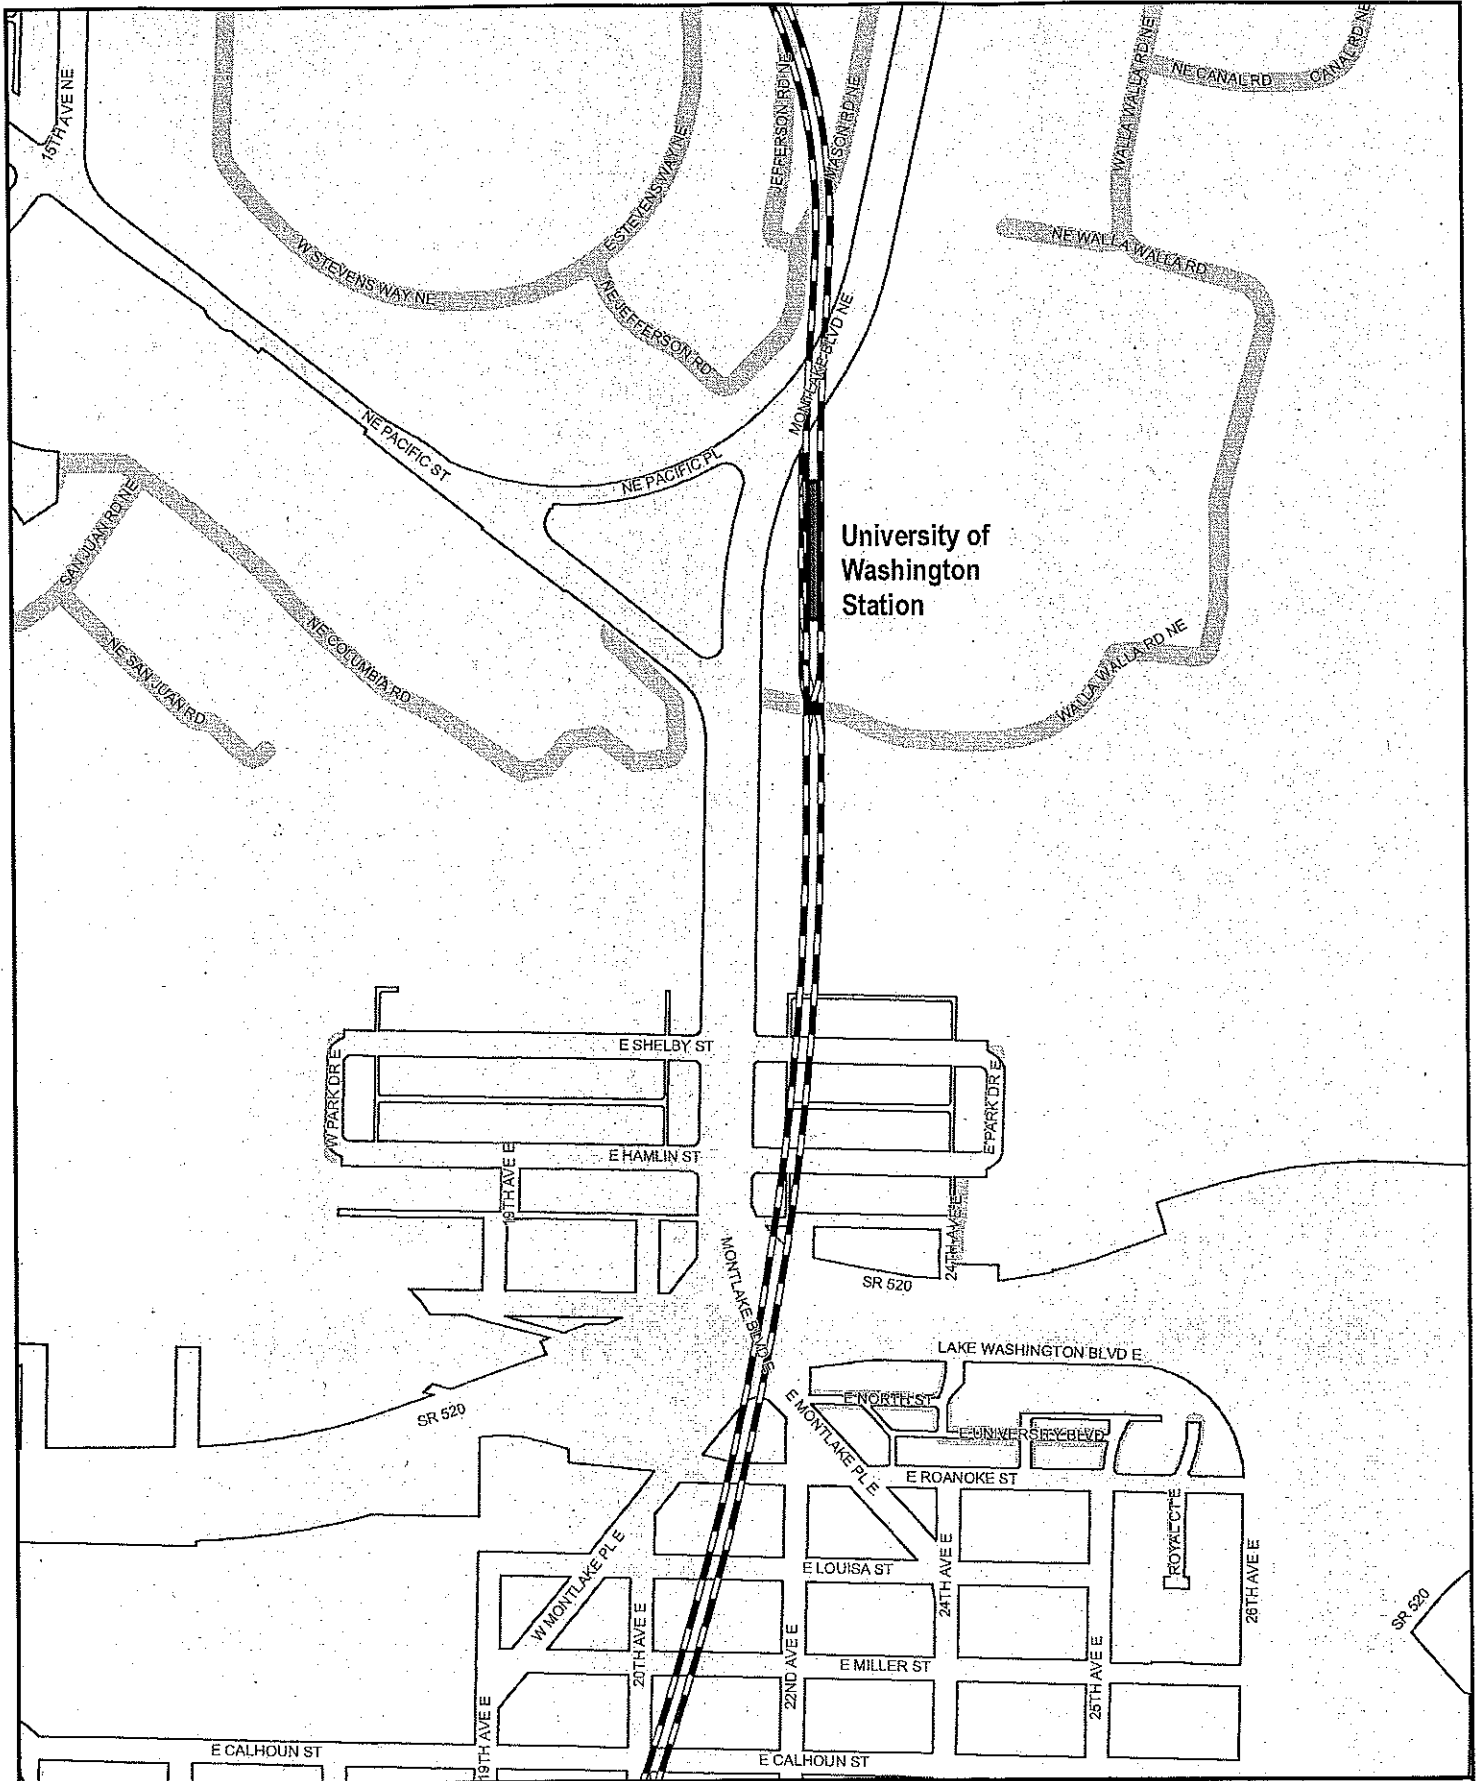 15TH AVE NE
W STEVENS WAY NE
E STEVENS WAY NE
JEFFERSON RD NE
MASON RD NE
WALLA WALLA RD NE
NE CANAL RD
CANAL RD NE
NE WALLA WALLA RD
NE JEFFERSON RD
MONTLAKE BLVD NE
NE PACIFIC ST
NE PACIFIC PL
SAN JUAN RD NE
University of
Washington
Station
NE SAN JUAN RD
NE COLUMBIA RD
WALLA WALLA RD NE
E SHELBY ST
W PARK DR E
E PARK DR E
E HAMLIN ST
19TH AVE E
24TH AVE E
MONTLAKE BLVD E
SR 520
LAKE WASHINGTON BLVD E
SR 520
E NORTH ST
E MONTLAKE PL E
E UNIVERSITY BLVD
E ROANOKE ST
W MONTLAKE PL E
E LOUISA ST
24TH AVE E
ROYAL CT E
26TH AVE E
SR 520
20TH AVE E
22ND AVE E
E MILLER ST
25TH AVE E
19TH AVE E
E CALHOUN ST
E CALHOUN ST